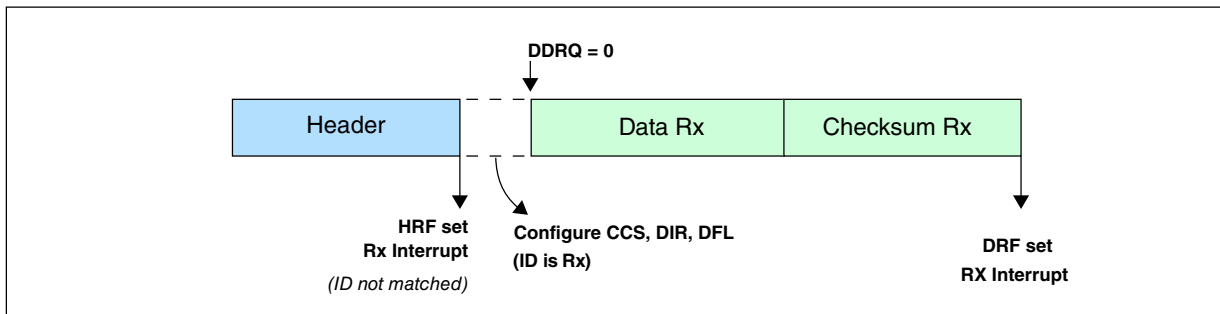 DDRQ = 0
Header
Data Rx
Checksum Rx
HRF set
Rx Interrupt
(ID not matched)
Configure CCS, DIR, DFL
(ID is Rx)
DRF set
RX Interrupt